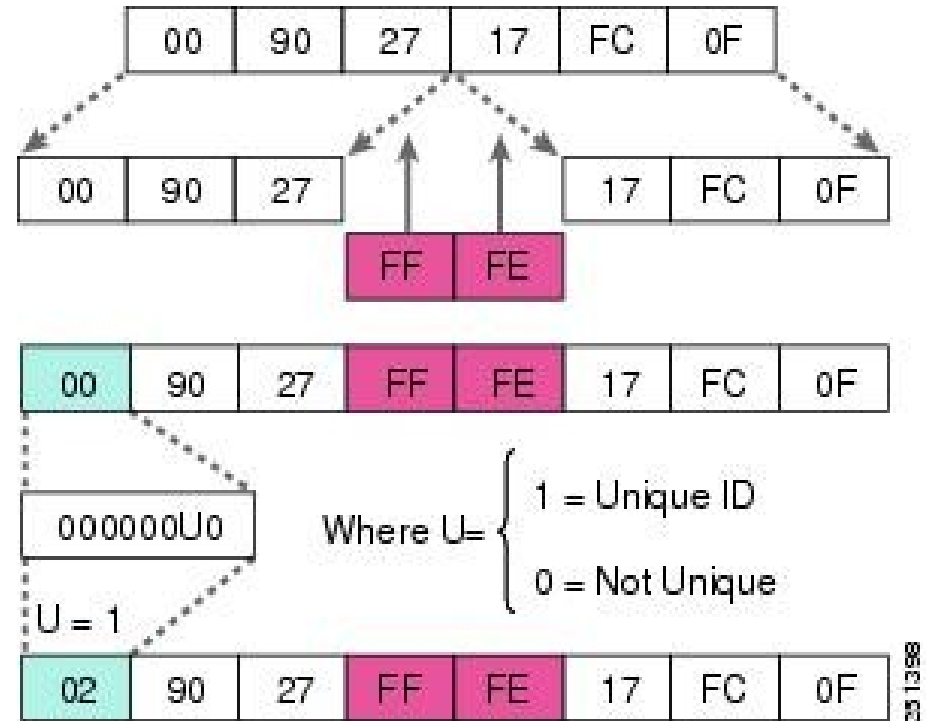 00 90 27 17 FC 0F
00 90 27 17 FC 0F
FF FE
00 90 27 FF FE 17 FC 0F
000000U0
Where U=
1 = Unique ID
0 = Not Unique
U = 1
02 90 27 FF FE 17 FC 0F
351398